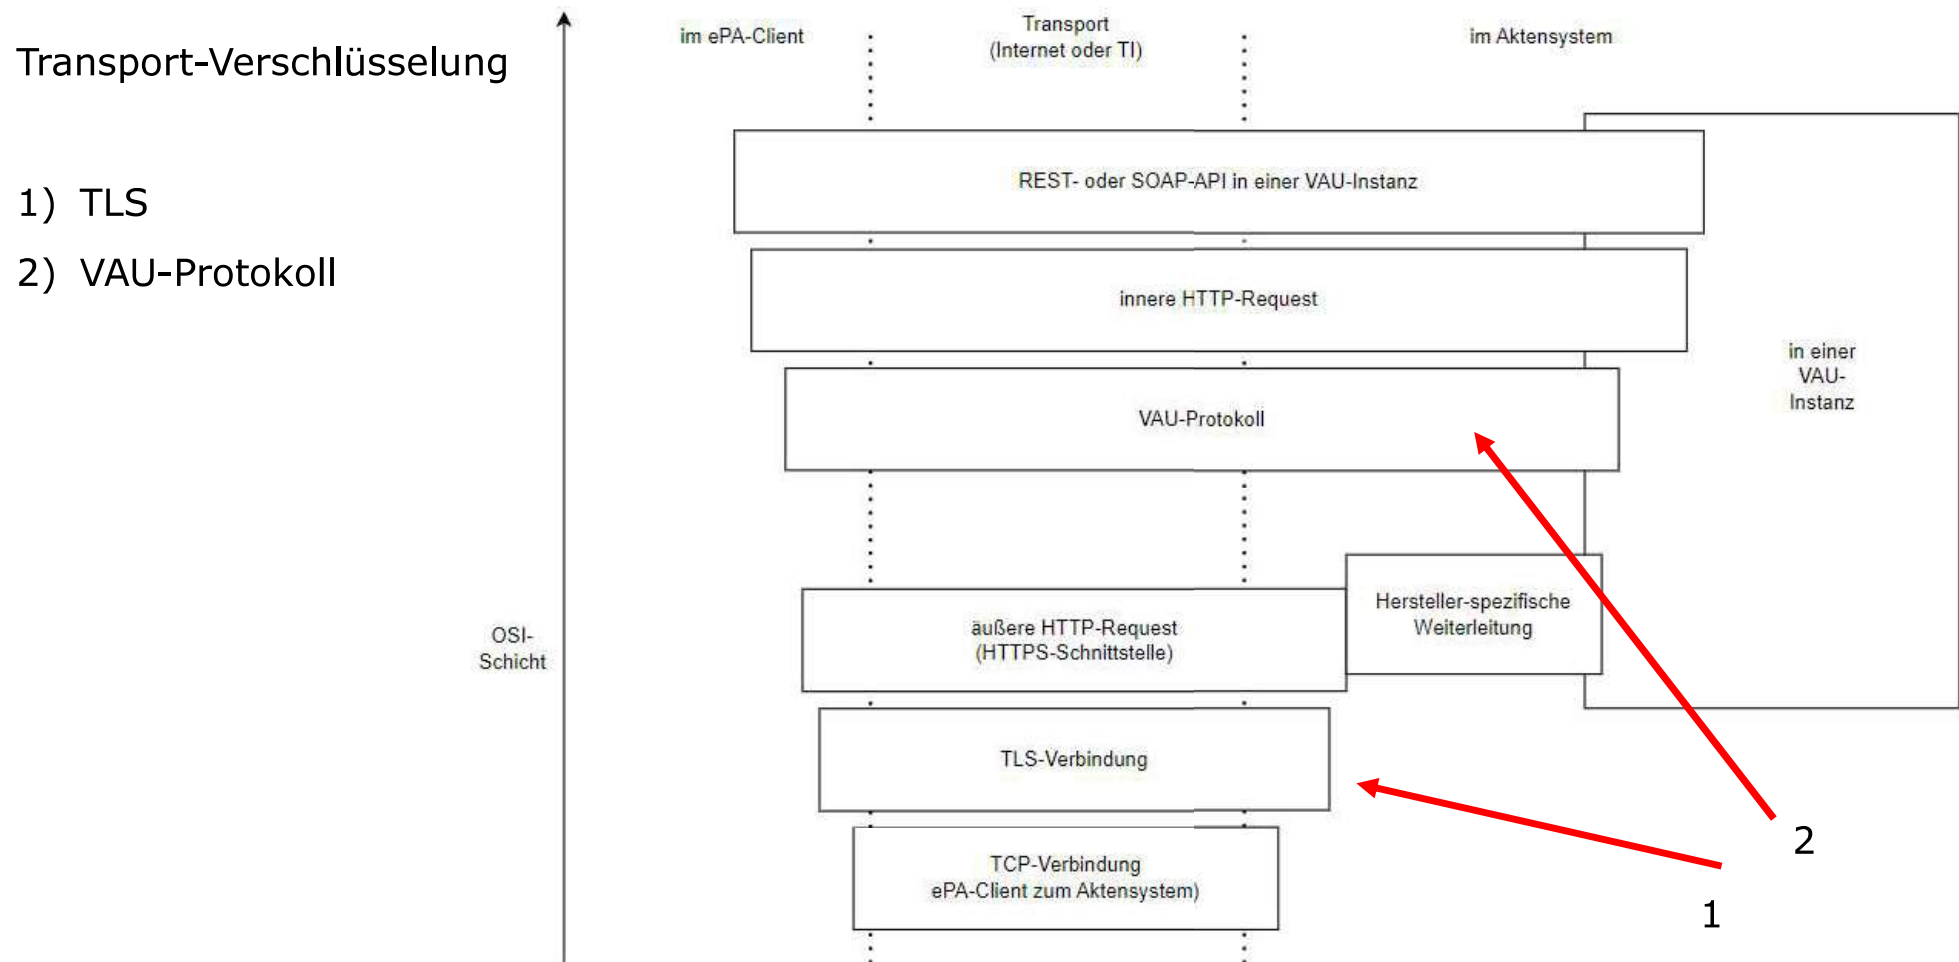 Transport-Verschlüsselung
1) TLS
2) VAU-Protokoll
im ePA-Client
Transport
(Internet oder TI)
im Aktensystem
REST- oder SOAP-API in einer VAU-Instanz
innere HTTP-Request
in einer
VAU-
Instanz
VAU-Protokoll
Hersteller-spezifische
Weiterleitung
äußere HTTP-Request
(HTTPS-Schnittstelle)
OSI-
Schicht
TLS-Verbindung
TCP-Verbindung
ePA-Client zum Aktensystem)
2
1